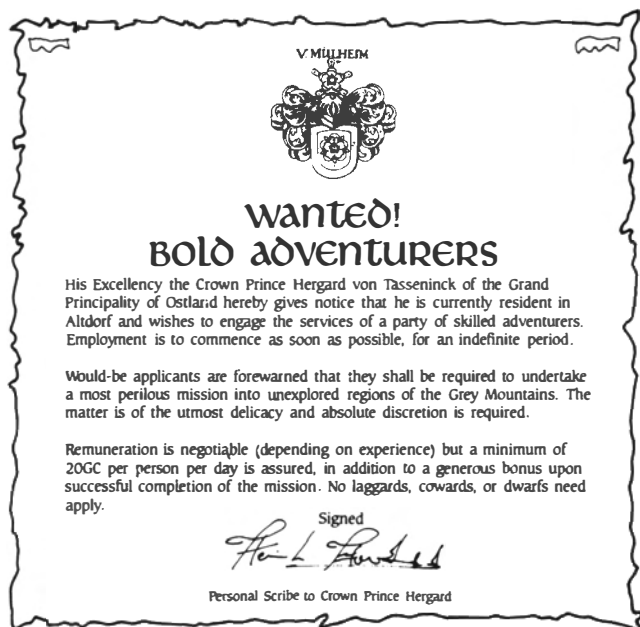 V. MÜLLHEIM
WANTED!
BOLD ADVENTURERS
His Excellency the Crown Prince Hergard von Tasseninck of the Grand
Principality of Ostland hereby gives notice that he is currently resident in
Altdorf and wishes to engage the services of a party of skilled adventurers.
Employment is to commence as soon as possible, for an indefinite period.
Would-be applicants are forewarned that they shall be required to undertake
a most perilous mission into unexplored regions of the Grey Mountains. The
matter is of the utmost delicacy and absolute discretion is required.
Remuneration is negotiable (depending on experience) but a minimum of
20GC per person per day is assured, in addition to a generous bonus upon
successful completion of the mission. No laggards, cowards, or dwarfs need
apply.
Signed
Personal Scribe to Crown Prince Hergard